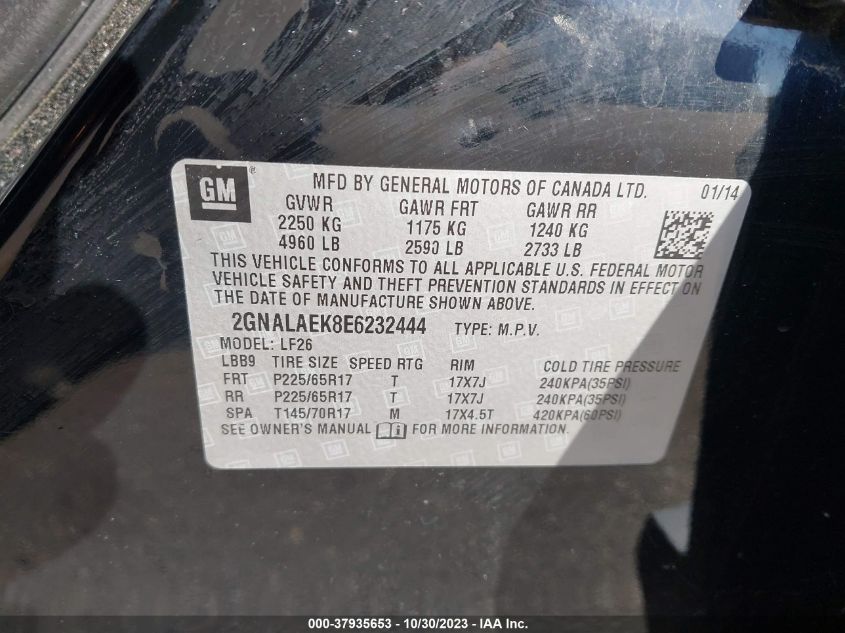 GM
MFD BY GENERAL MOTORS OF CANADA LTD. 01/14
GVWR GAWR FRT GAWR RR
2250 KG 1175 KG 1240 KG
4960 LB 2590 LB 2733 LB
THIS VEHICLE CONFORMS TO ALL APPLICABLE U.S. FEDERAL MOTOR
VEHICLE SAFETY AND THEFT PREVENTION STANDARDS IN EFFECT ON
THE DATE OF MANUFACTURE SHOWN ABOVE.
2GNALAEK8E6232444 TYPE: M.P.V.
MODEL: LF26
LBB9 TIRE SIZE SPEED RTG RIM COLD TIRE PRESSURE
FRT P225/65R17 T 17X7J 240KPA(35PSI)
RR P225/65R17 T 17X7J 240KPA(35PSI)
SPA T145/70R17 M 17X4.5T 420KPA(60PSI)
SEE OWNER'S MANUAL i FOR MORE INFORMATION.
000-37935653 - 10/30/2023 - IAA Inc.